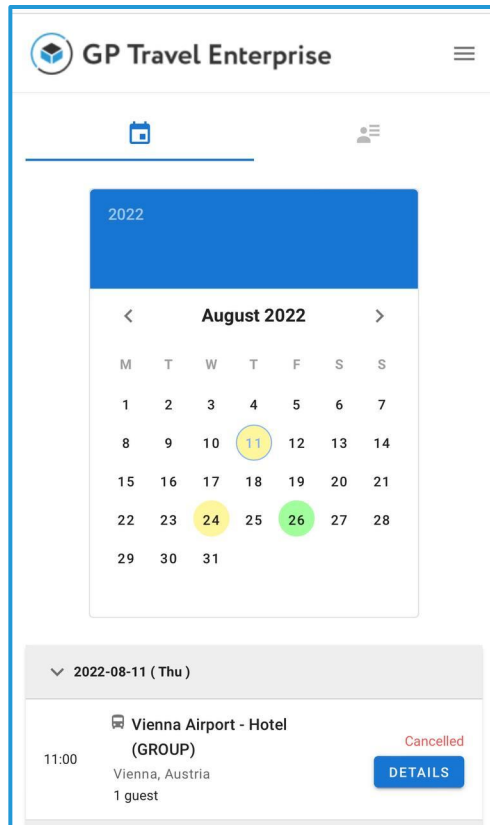 GP Travel Enterprise
2022
August 2022
M T W T F S S
1 2 3 4 5 6 7
8 9 10 11 12 13 14
15 16 17 18 19 20 21
22 23 24 25 26 27 28
29 30 31
2022-08-11 ( Thu )
11:00
Vienna Airport - Hotel
(GROUP)
Vienna, Austria
1 guest
Cancelled
DETAILS